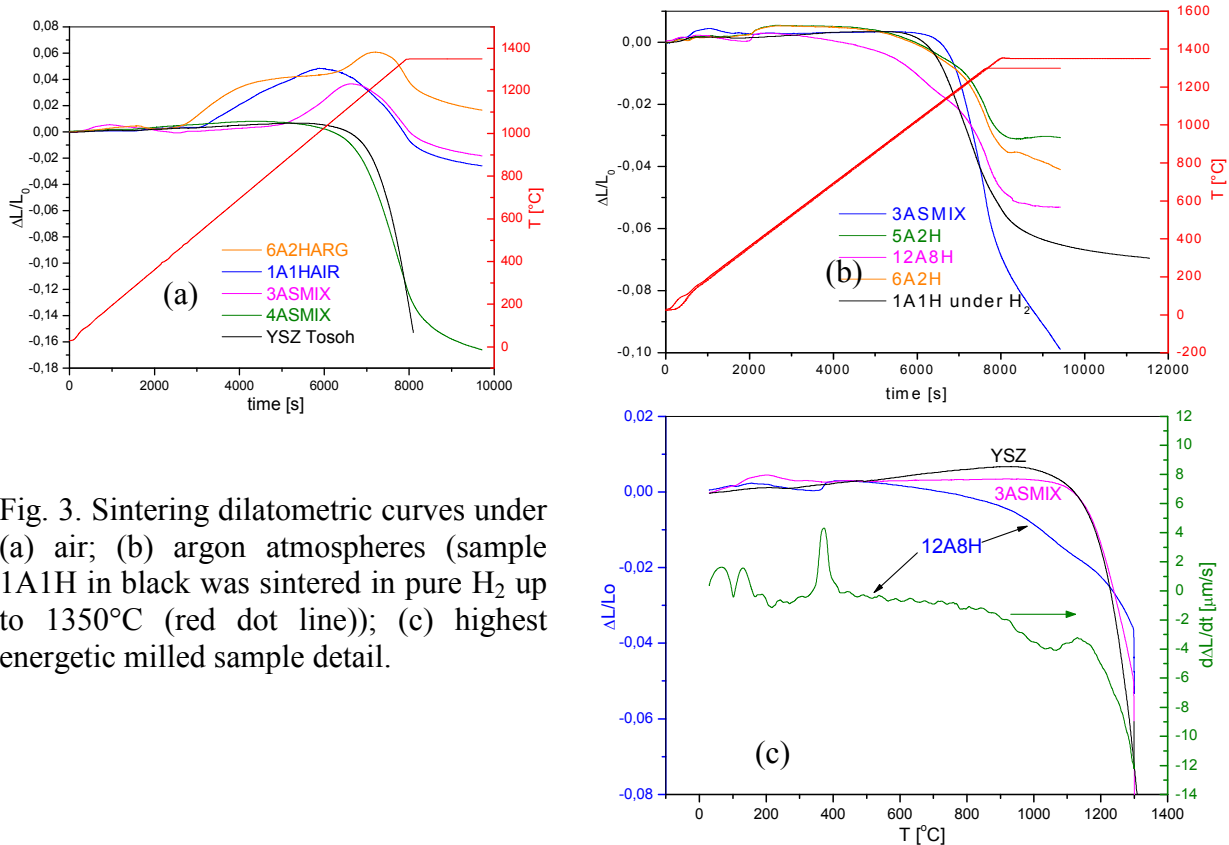 0,08
0,06
0,04
0,02
0,00
-0,02
-0,04
-0,06
-0,08
-0,10
-0,12
-0,14
-0,16
-0,18
ΔL/L0
6A2HARG
1A1HAIR
3ASMIX
4ASMIX
YSZ Tosoh
(a)
1400
1200
1000
800
600
400
200
0
T [°C]
0 2000 4000 6000 8000 10000
time [s]
0,00
-0,02
-0,04
-0,06
-0,08
-0,10
ΔL/L0
3ASMIX
5A2H
12A8H
6A2H
1A1H under H2
(b)
1600
1400
1200
1000
800
600
400
200
0
-200
T [°C]
0 2000 4000 6000 8000 10000 12000
time [s]
Fig. 3. Sintering dilatometric curves under
(a) air; (b) argon atmospheres (sample
1A1H in black was sintered in pure H2 up
to 1350°C (red dot line)); (c) highest
energetic milled sample detail.
0,02
0,00
-0,02
-0,04
-0,06
-0,08
ΔL/Lo
YSZ
3ASMIX
12A8H
(c)
12
10
8
6
4
2
0
-2
-4
-6
-8
-10
-12
-14
dΔL/dt [μm/s]
0 200 400 600 800 1000 1200 1400
T [°C]